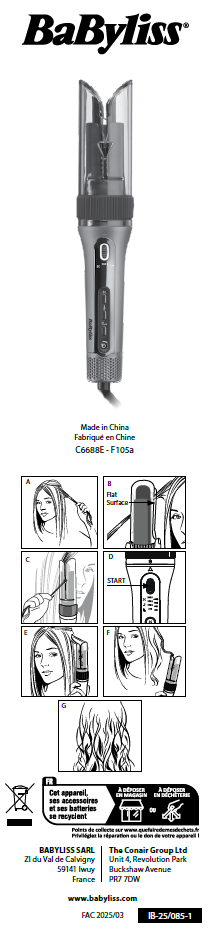 BaByliss®
BaByliss
Made in China
Fabriqué en Chine
C6688E - F105a
A
B
Flat
Surface
C
D
START
E
F
G
FR
Cet appareil,
ses accessoires
et ses batteries
se recyclent
À DÉPOSER
EN MAGASIN
OU
À DÉPOSER
EN DÉCHÈTERIE
Points de collecte sur www.quefairedemesdechets.fr
Privilégiez la réparation ou le don de votre appareil !
BABYLISS SARL
ZI du Val de Calvigny
59141 Iwuy
France
The Conair Group Ltd
Unit 4, Revolution Park
Buckshaw Avenue
PR7 7DW
www.babyliss.com
FAC 2025/03
IB-25/085-1